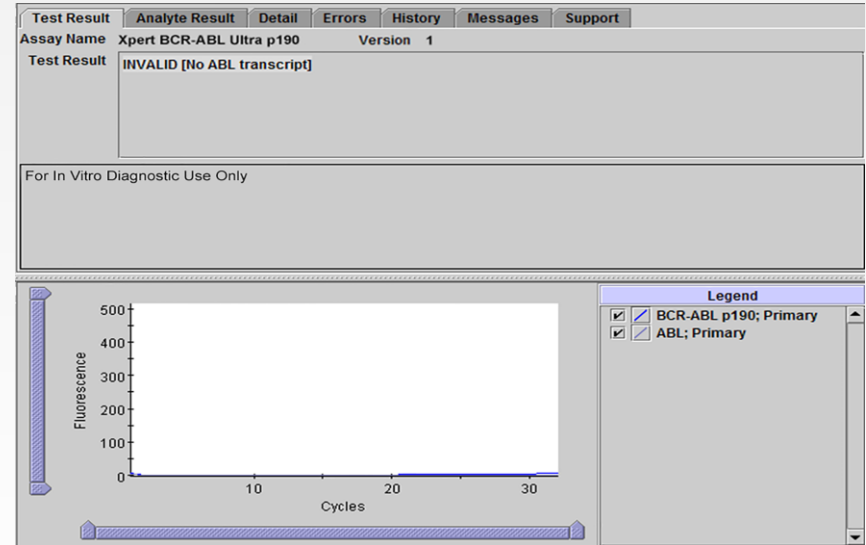 Test Result Analyte Result Detail Errors History Messages Support
Assay Name Xpert BCR-ABL Ultra p190 Version 1
Test Result INVALID [No ABL transcript]
For In Vitro Diagnostic Use Only
Legend
BCR-ABL p190; Primary
ABL; Primary
500
400
300
200
100
0
Fluorescence
10 20 30
Cycles